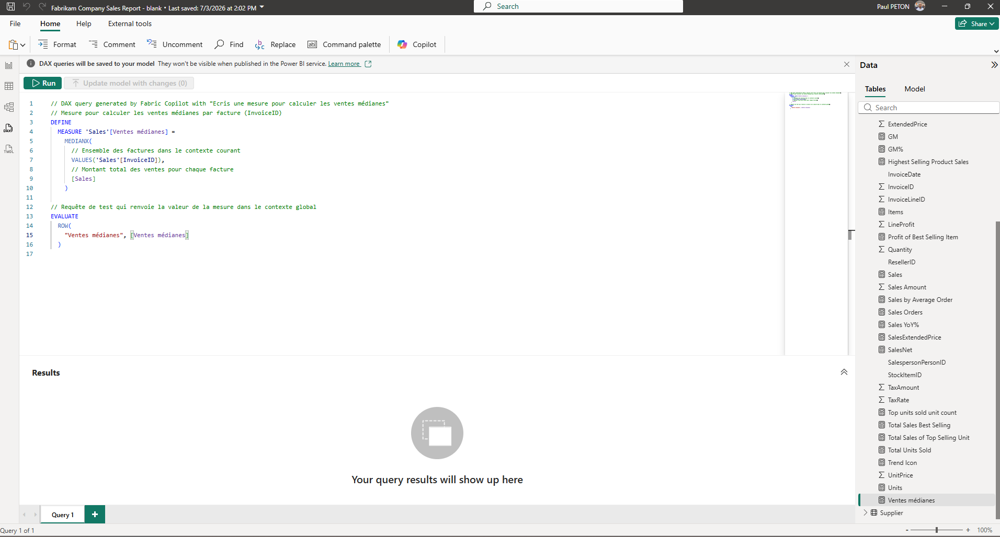 Fabrikam Company Sales Report - blank • Last saved: 7/3/2026 at 2:02 PM
Search
Paul PETON
File
Home
Help
External tools
Share
Format
Comment
Uncomment
Find
Replace
Command palette
Copilot
DAX queries will be saved to your model They won't be visible when published in the Power BI service. Learn more
Run
Update model with changes (0)
1 // DAX query generated by Fabric Copilot with "Ecris une mesure pour calculer les ventes médianes"
2 // Mesure pour calculer les ventes médianes par facture (InvoiceID)
3 DEFINE
4 MEASURE 'Sales'[Ventes médianes] =
5 MEDIANX(
6 // Ensemble des factures dans le contexte courant
7 VALUES('Sales'[InvoiceID]),
8 // Montant total des ventes pour chaque facture
9 [Sales]
10 )
11
12 // Requête de test qui renvoie la valeur de la mesure dans le contexte global
13 EVALUATE
14 ROW(
15 "Ventes médianes", [Ventes médianes]
16 )
17
DAX
TMDL
Results
Your query results will show up here
Query 1
Query 1 of 1
Data
Tables
Model
Search
ExtendedPrice
GM
GM%
Highest Selling Product Sales
InvoiceDate
InvoiceID
InvoiceLineID
Items
LineProfit
Profit of Best Selling Item
Quantity
ResellerID
Sales
Sales Amount
Sales by Average Order
Sales Orders
Sales YoY%
SalesExtendedPrice
SalesNet
SalespersonPersonID
StockItemID
TaxAmount
TaxRate
Top units sold unit count
Total Sales Best Selling
Total Sales of Top Selling Unit
Total Units Sold
Trend Icon
UnitPrice
Units
Ventes médianes
Supplier
- + 100%